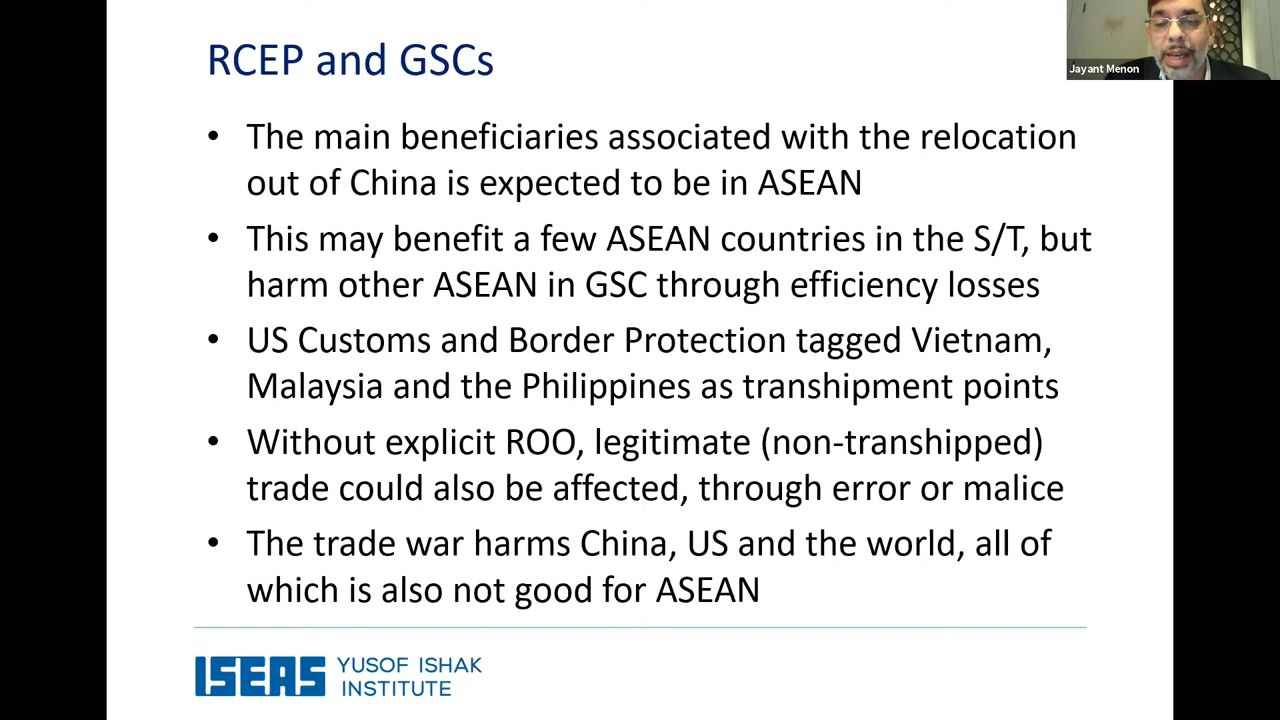 RCEP and GSCs
Jayant Menon
• The main beneficiaries associated with the relocation
out of China is expected to be in ASEAN
• This may benefit a few ASEAN countries in the S/T, but
harm other ASEAN in GSC through efficiency losses
• US Customs and Border Protection tagged Vietnam,
Malaysia and the Philippines as transhipment points
• Without explicit ROO, legitimate (non-transhipped)
trade could also be affected, through error or malice
• The trade war harms China, US and the world, all of
which is also not good for ASEAN
ISEAS YUSOF ISHAK
INSTITUTE